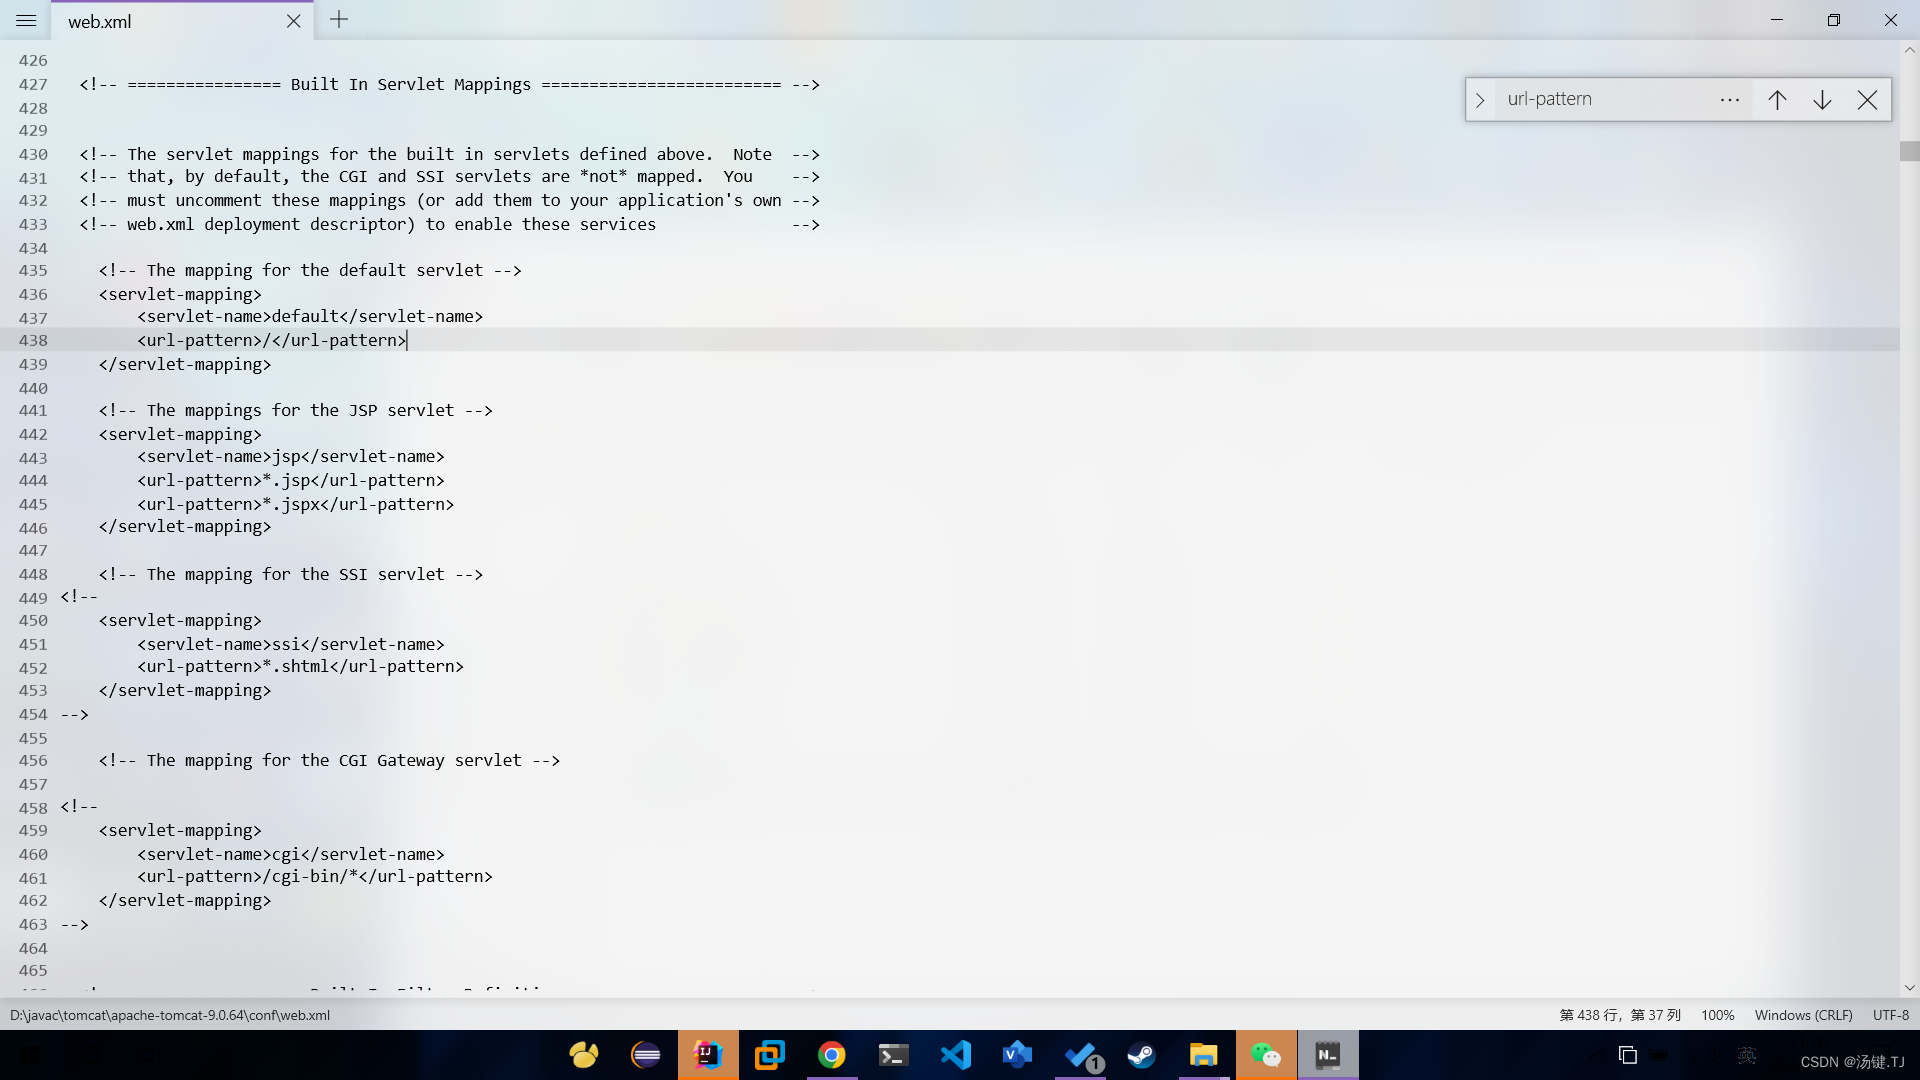 web.xml
url-pattern
426
427 <!-- ================ Built In Servlet Mappings ========================= -->
428
429
430 <!-- The servlet mappings for the built in servlets defined above.  Note  -->
431 <!-- that, by default, the CGI and SSI servlets are *not* mapped.  You    -->
432 <!-- must uncomment these mappings (or add them to your application's own -->
433 <!-- web.xml deployment descriptor) to enable these services              -->
434
435 <!-- The mapping for the default servlet -->
436 <servlet-mapping>
437 <servlet-name>default</servlet-name>
438 <url-pattern>/</url-pattern>
439 </servlet-mapping>
440
441 <!-- The mappings for the JSP servlet -->
442 <servlet-mapping>
443 <servlet-name>jsp</servlet-name>
444 <url-pattern>*.jsp</url-pattern>
445 <url-pattern>*.jspx</url-pattern>
446 </servlet-mapping>
447
448 <!-- The mapping for the SSI servlet -->
449 <!--
450 <servlet-mapping>
451 <servlet-name>ssi</servlet-name>
452 <url-pattern>*.shtml</url-pattern>
453 </servlet-mapping>
454 -->
455
456 <!-- The mapping for the CGI Gateway servlet -->
457
458 <!--
459 <servlet-mapping>
460 <servlet-name>cgi</servlet-name>
461 <url-pattern>/cgi-bin/*</url-pattern>
462 </servlet-mapping>
463 -->
464
465
D:\javac\tomcat\apache-tomcat-9.0.64\conf\web.xml
第 438 行，第 37 列
100%
Windows (CRLF)
UTF-8
英
CSDN @汤键.TJ